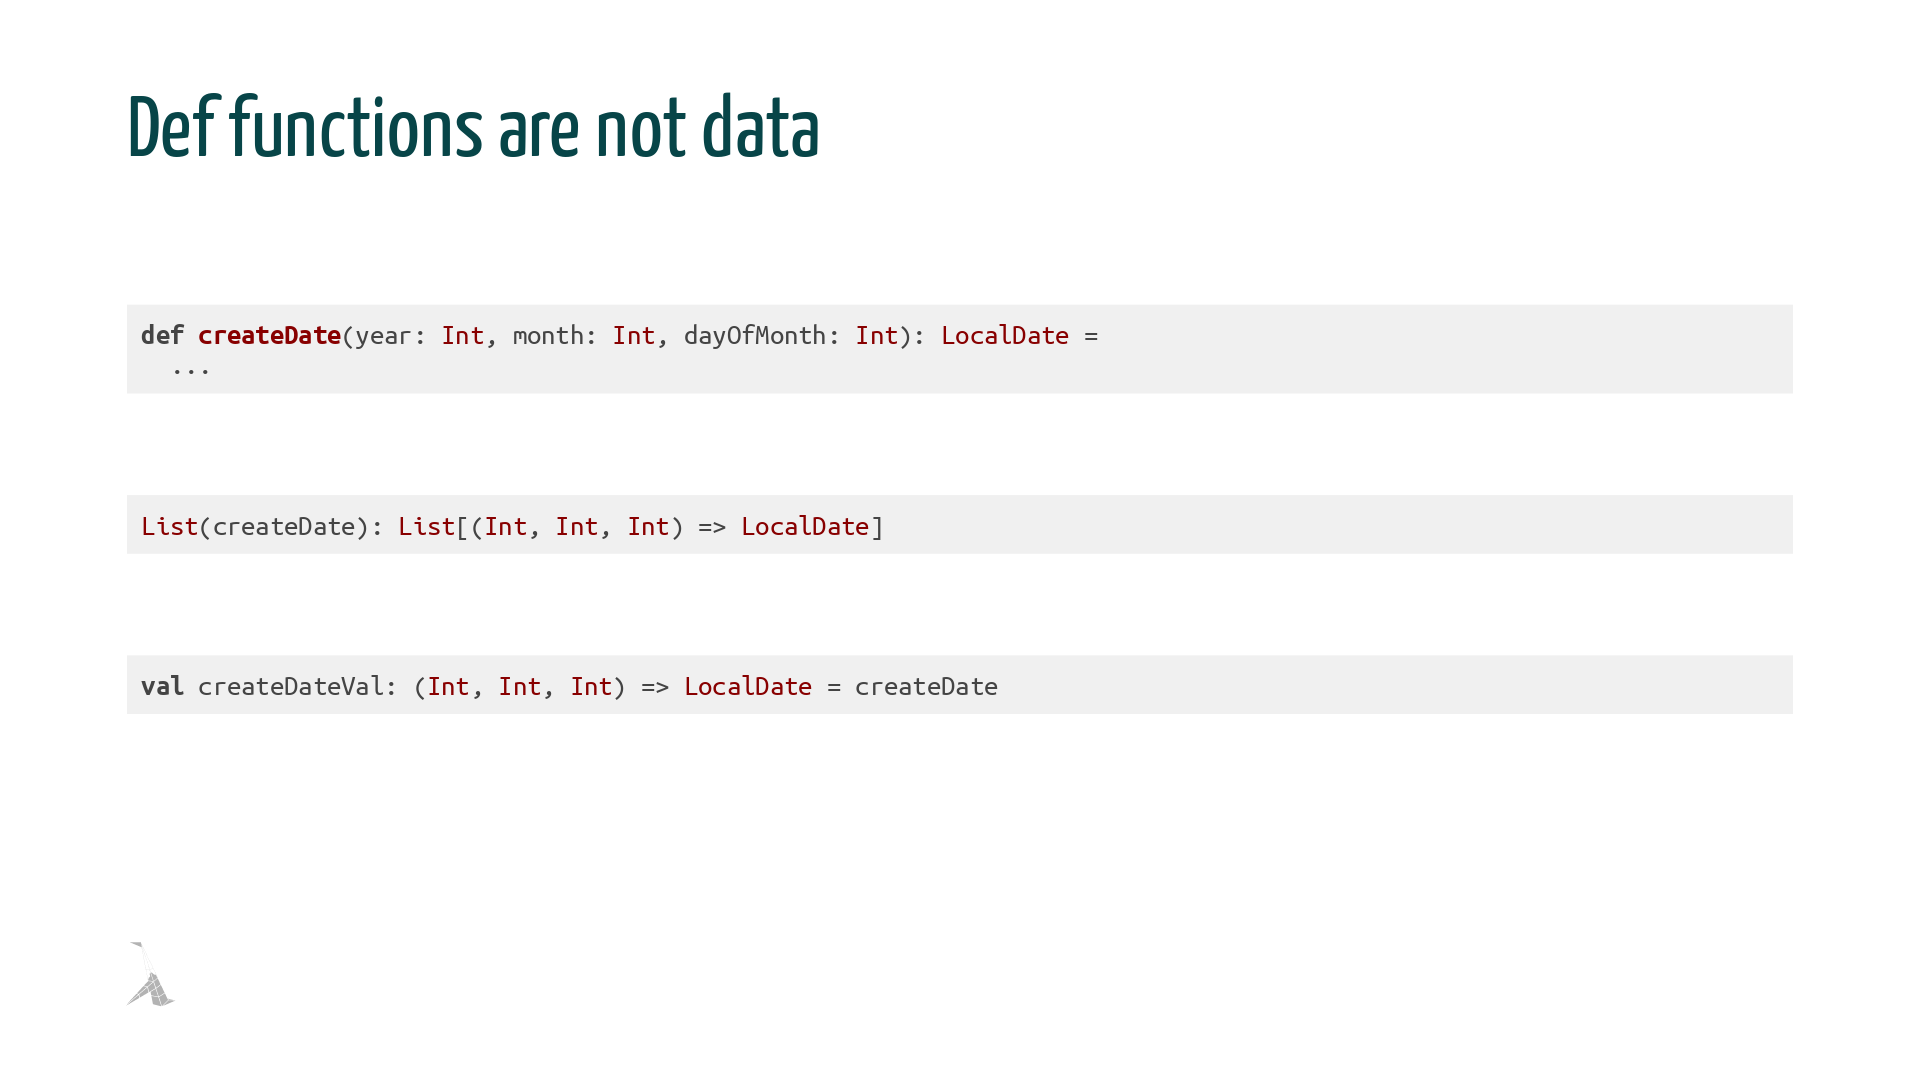 Def functions are not data
def createDate(year: Int, month: Int, dayOfMonth: Int): LocalDate =
  ...
List(createDate): List[(Int, Int, Int) => LocalDate]
val createDateVal: (Int, Int, Int) => LocalDate = createDate